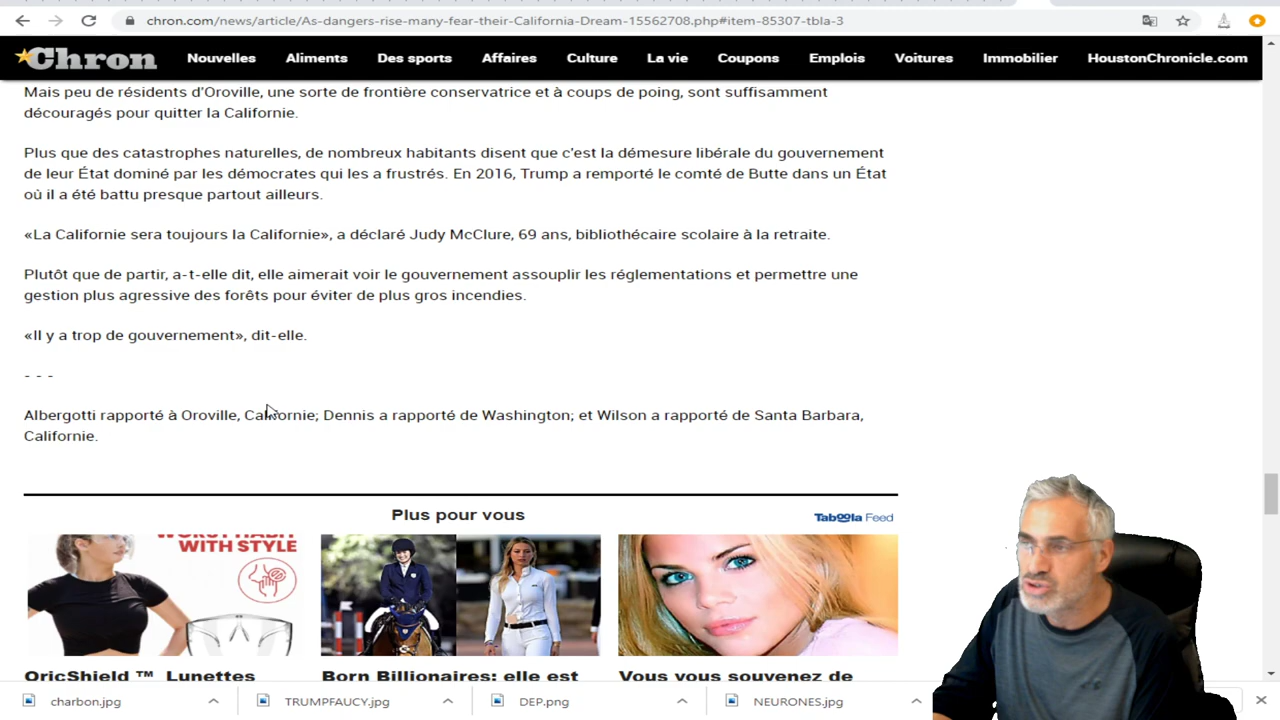 chron.com/news/article/As-dangers-rise-many-fear-their-California-Dream-15562708.php#item-85307-tbla-3
Chron Nouvelles Aliments Des sports Affaires Culture La vie Coupons Emplois Voitures Immobilier HoustonChronicle.com
Mais peu de résidents d'Oroville, une sorte de frontière conservatrice et à coups de poing, sont suffisamment
découragés pour quitter la Californie.
Plus que des catastrophes naturelles, de nombreux habitants disent que c'est la démesure libérale du gouvernement
de leur État dominé par les démocrates qui les a frustrés. En 2016, Trump a remporté le comté de Butte dans un État
où il a été battu presque partout ailleurs.
«La Californie sera toujours la Californie», a déclaré Judy McClure, 69 ans, bibliothécaire scolaire à la retraite.
Plutôt que de partir, a-t-elle dit, elle aimerait voir le gouvernement assouplir les réglementations et permettre une
gestion plus agressive des forêts pour éviter de plus gros incendies.
«Il y a trop de gouvernement», dit-elle.
- - -
Albergotti rapporté à Oroville, Californie; Dennis a rapporté de Washington; et Wilson a rapporté de Santa Barbara,
Californie.
Plus pour vous
Taboola Feed
WORST HABIT
WITH STYLE
OricShield ™ Lunettes
Born Billionaires: elle est
Vous vous souvenez de
charbon.jpg
TRUMPFAUCY.jpg
DEP.png
NEURONES.jpg